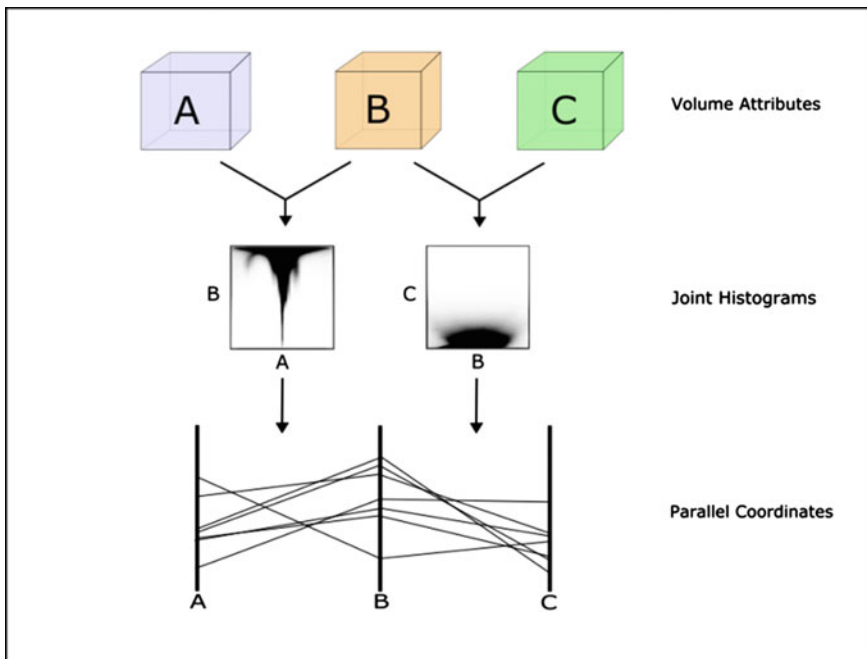 A B C Volume Attributes
B C Joint Histograms
A B
Parallel Coordinates
A B C